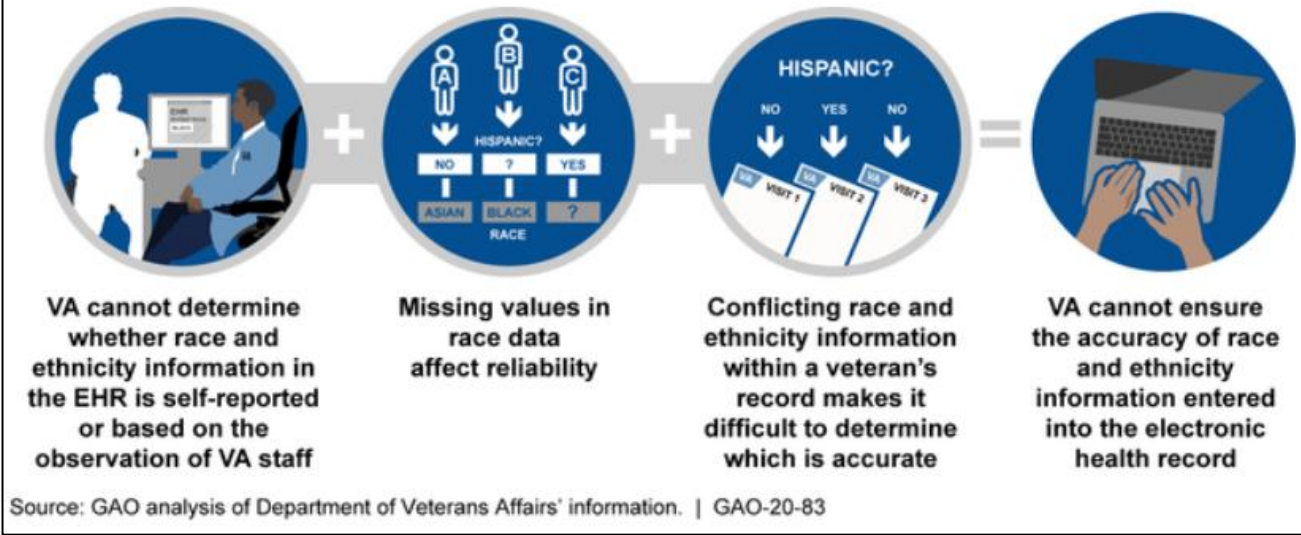 EHR
BLACK
A
B
C
HISPANIC?
NO
?
YES
ASIAN
BLACK
?
RACE
HISPANIC?
NO
YES
NO
VA
VISIT 1
VA
VISIT 2
VA
VISIT 3
VA cannot determine
whether race and
ethnicity information in
the EHR is self-reported
or based on the
observation of VA staff
Missing values in
race data
affect reliability
Conflicting race and
ethnicity information
within a veteran's
record makes it
difficult to determine
which is accurate
VA cannot ensure
the accuracy of race
and ethnicity
information entered
into the electronic
health record
Source: GAO analysis of Department of Veterans Affairs' information. | GAO-20-83